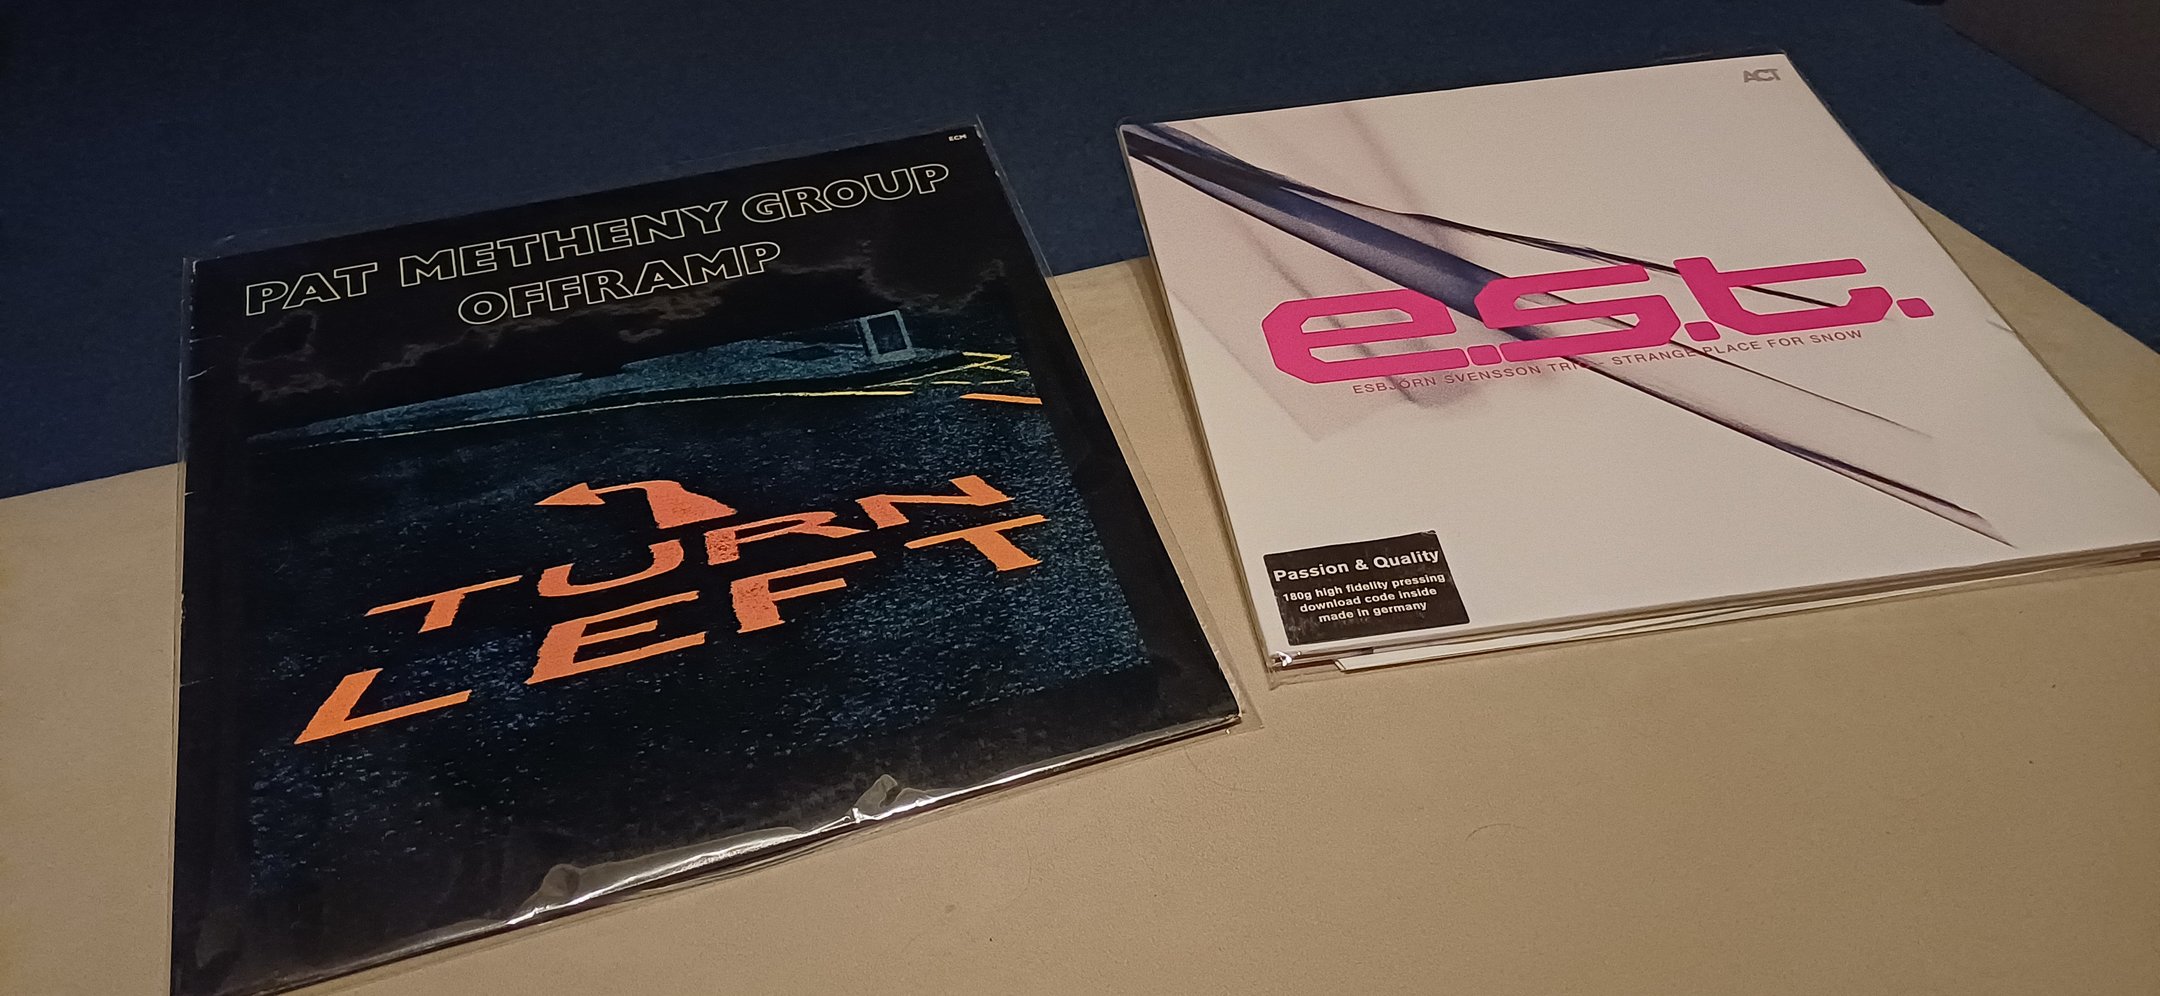 ECM
PAT METHENY GROUP
OFFRAMP
TURN
LEFT
ACT
e.s.t.
ESBJÖRN SVENSSON TRIO - STRANGE PLACE FOR SNOW
Passion & Quality
180g high fidelity pressing
download code inside
made in germany